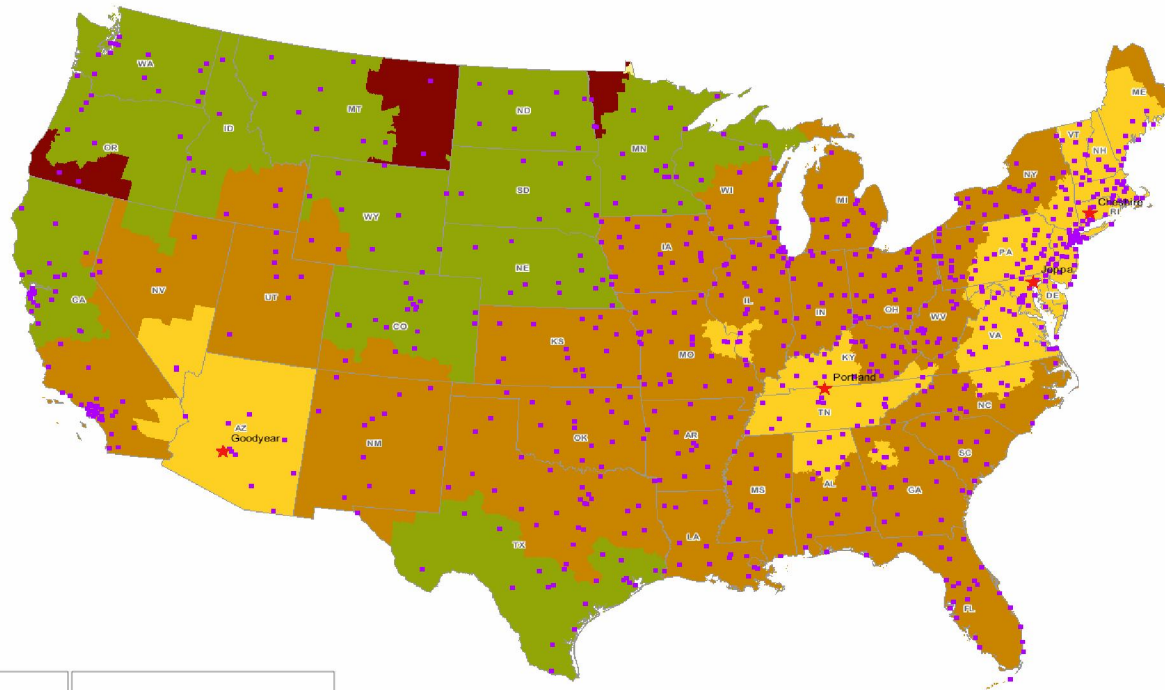 WA
MT
ND
MN
ME
VT
NH
OR
ID
SD
WI
MI
NY
WY
Cheshire
RI
IA
PA
NE
Joppa
NV
UT
CA
CO
IL
IN
OH
WV
DE
VA
KS
MO
KY
Portland
AZ
Goodyear
NM
OK
AR
TN
NC
SC
MS
AL
GA
TX
LA
FL